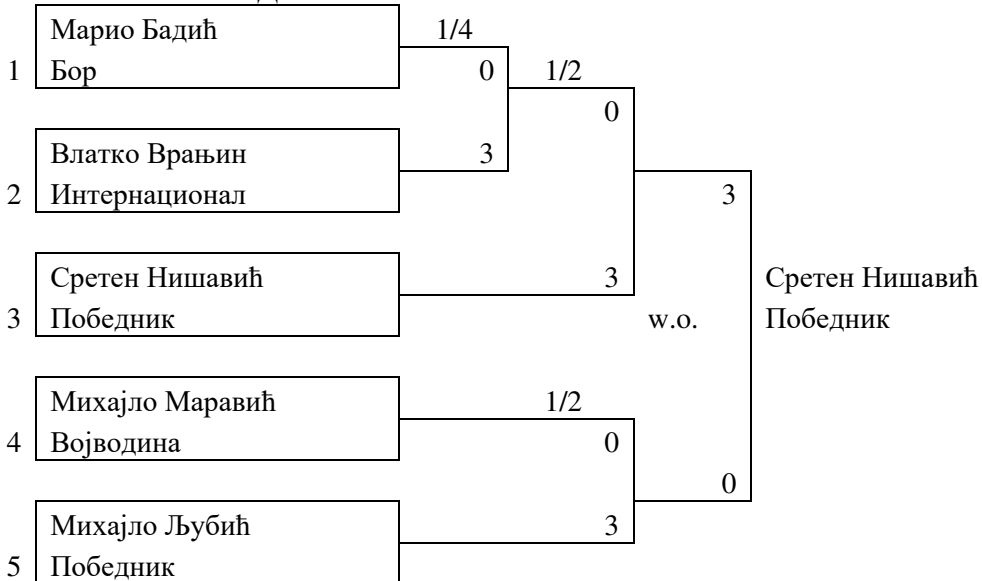 Марио Бадић 1/4
1 Бор 0 1/2
0
Влатко Врањин 3
2 Интернационал 3
Сретен Нишавић 3 Сретен Нишавић
3 Победник w.o. Победник
Михајло Маравић 1/2
4 Војводина 0
0
Михајло Љубић 3
5 Победник